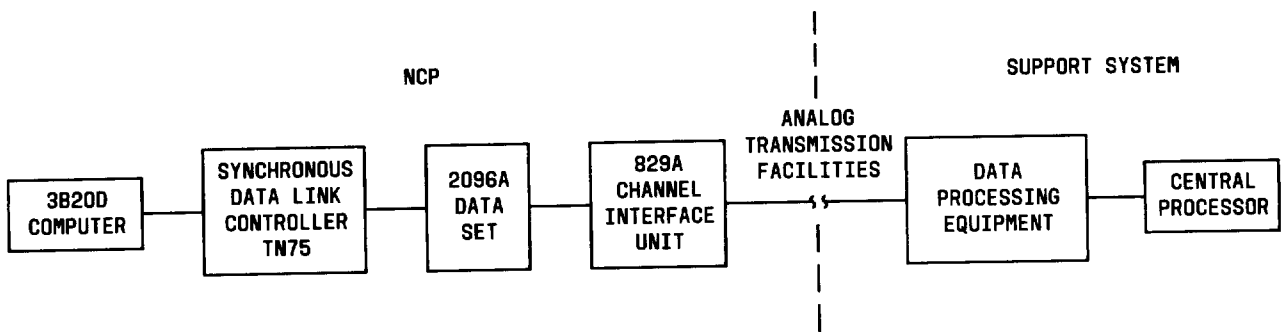 NCP
SUPPORT SYSTEM
3B20D
COMPUTER
SYNCHRONOUS
DATA LINK
CONTROLLER
TN75
2096A
DATA
SET
829A
CHANNEL
INTERFACE
UNIT
ANALOG
TRANSMISSION
FACILITIES
DATA
PROCESSING
EQUIPMENT
CENTRAL
PROCESSOR